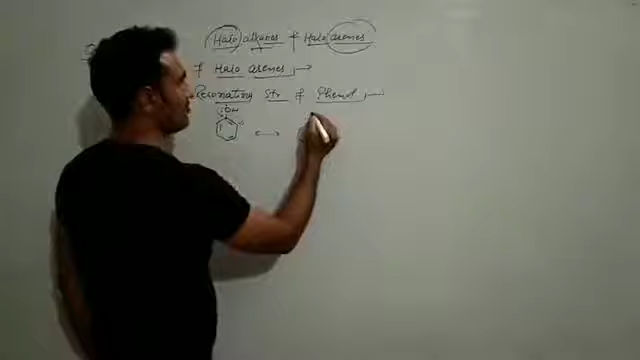 Halo alkanes & Halo arenes
of Halo arenes
Resonating Str of Phenol
:OH